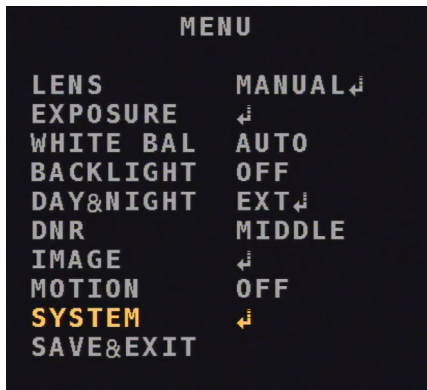 MENU
LENS MANUAL↲
EXPOSURE ↲
WHITE BAL AUTO
BACKLIGHT OFF
DAY&NIGHT EXT↲
DNR MIDDLE
IMAGE ↲
MOTION OFF
SYSTEM ↲
SAVE&EXIT